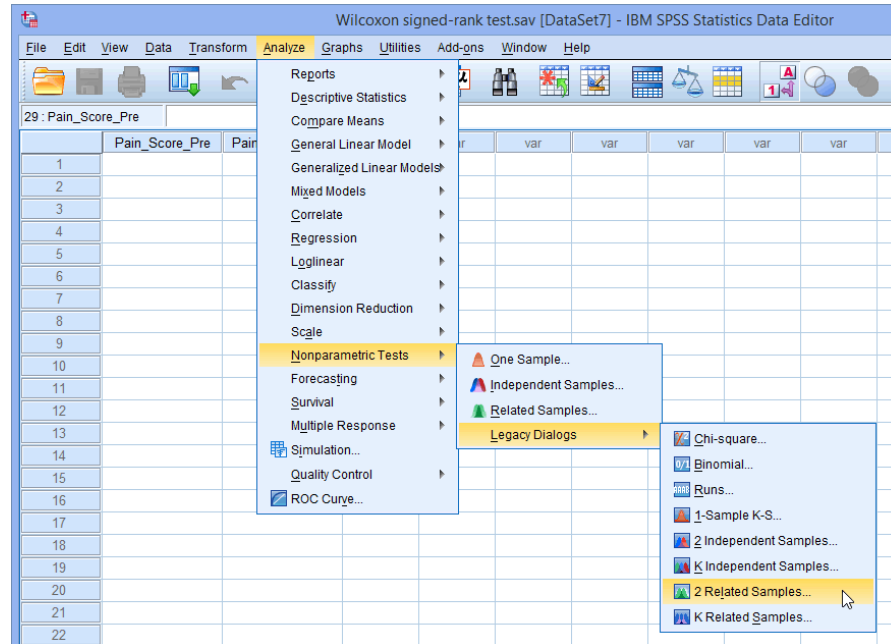 Wilcoxon signed-rank test.sav [DataSet7] - IBM SPSS Statistics Data Editor
File Edit View Data Transform Analyze Graphs Utilities Add-ons Window Help
A
1
29 : Pain_Score_Pre
Pain_Score_Pre Pain var var var var var
1
2
3
4
5
6
7
8
9
10
11
12
13
14
15
16
17
18
19
20
21
22
Reports
Descriptive Statistics
Compare Means
General Linear Model
Generalized Linear Models
Mixed Models
Correlate
Regression
Loglinear
Classify
Dimension Reduction
Scale
Nonparametric Tests
Forecasting
Survival
Multiple Response
Simulation...
Quality Control
ROC Curve...
One Sample...
Independent Samples...
Related Samples...
Legacy Dialogs
Chi-square...
0/1 Binomial...
AAAB Runs...
1-Sample K-S...
2 Independent Samples...
K Independent Samples...
2 Related Samples...
K Related Samples...